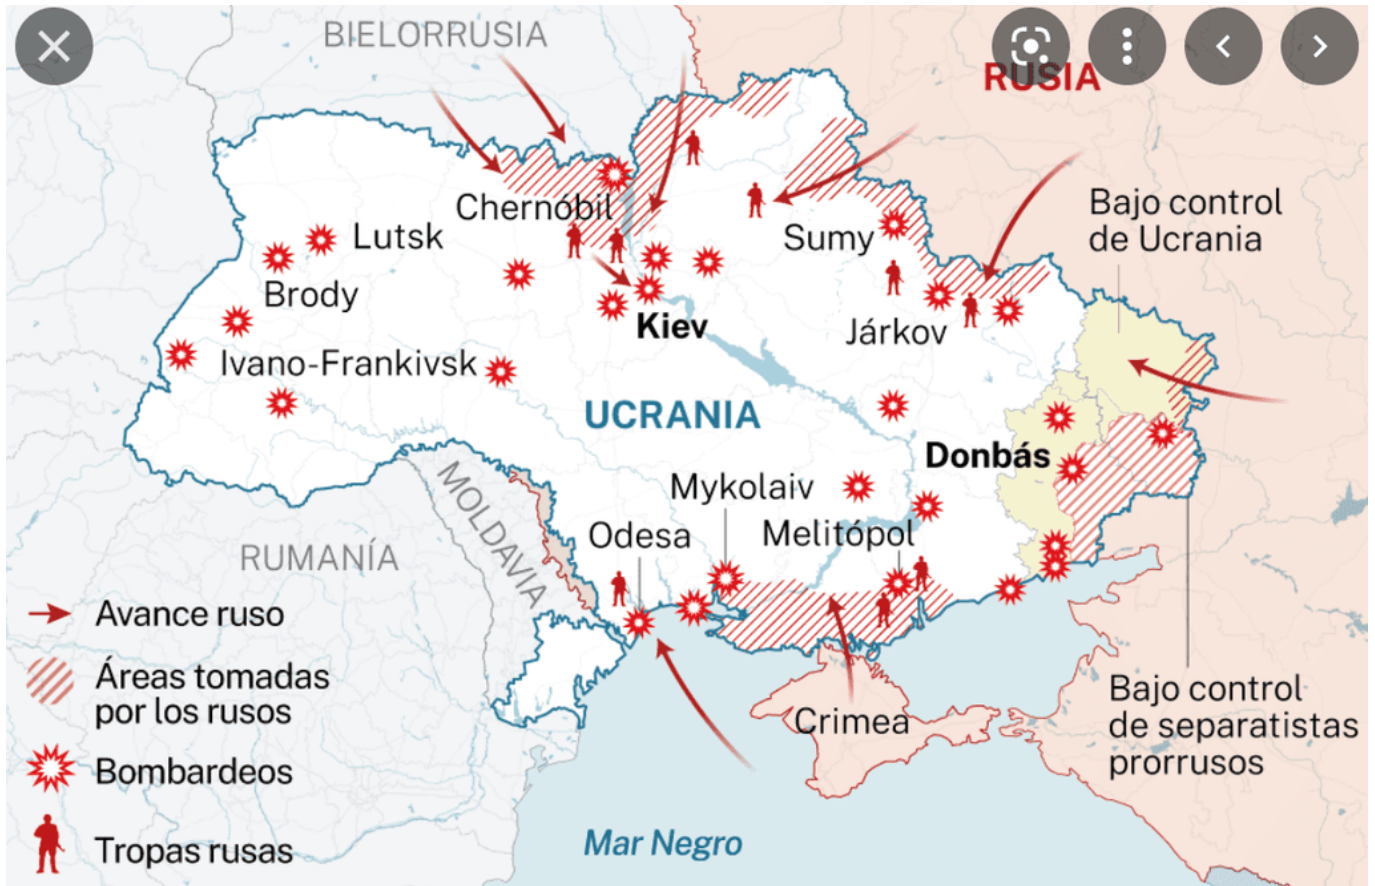 BIELORRUSIA
RUSIA
Bajo control
de Ucrania
Chernóbil
Lutsk
Sumy
Brody
Kiev
Járkov
Ivano-Frankivsk
UCRANIA
Donbás
MOLDAVIA
Mykolaiv
Odesa
Melitópol
RUMANÍA
Avance ruso
Áreas tomadas
por los rusos
Bajo control
de separatistas
prorrusos
Crimea
Bombardeos
Mar Negro
Tropas rusas